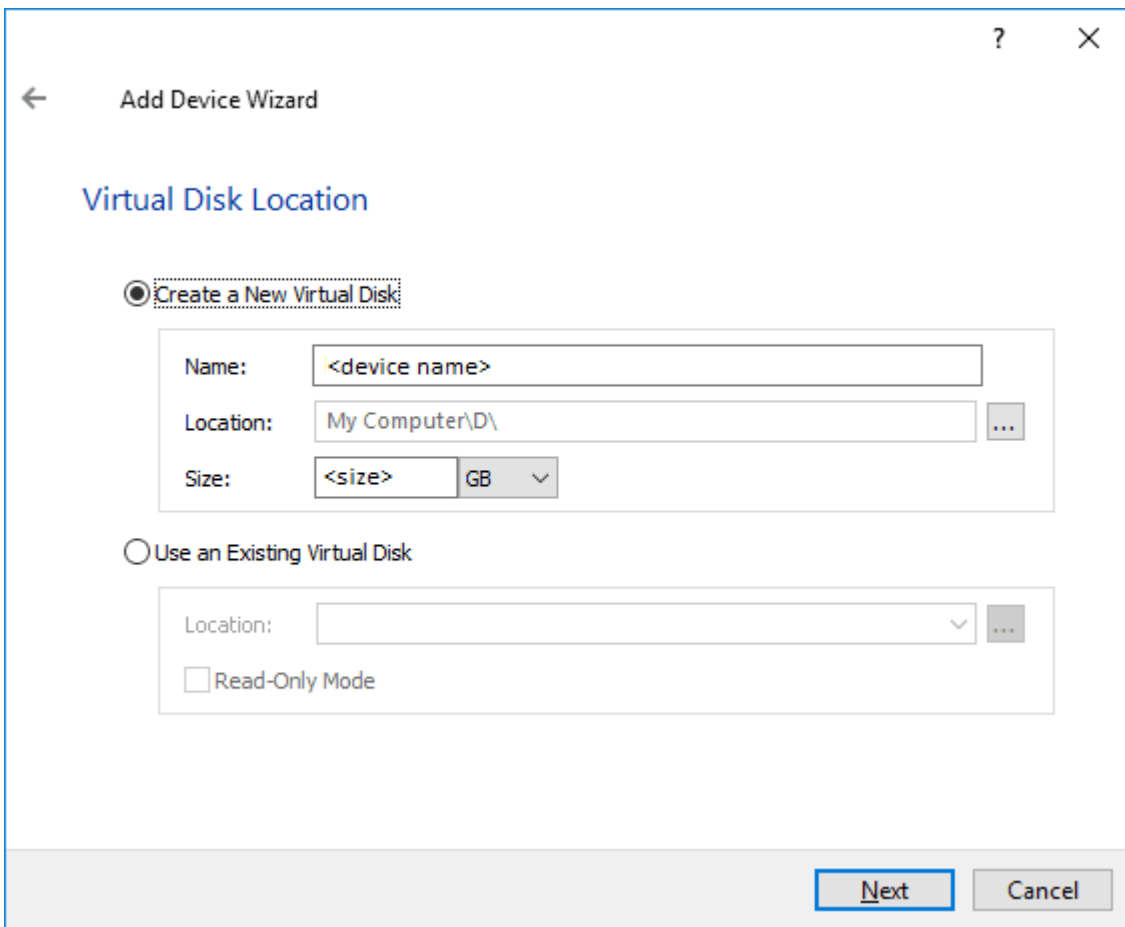 ?
Add Device Wizard
Virtual Disk Location
Create a New Virtual Disk
Name: <device name>
Location: My Computer\D\ ...
Size: <size> GB
Use an Existing Virtual Disk
Location: ...
Read-Only Mode
Next Cancel